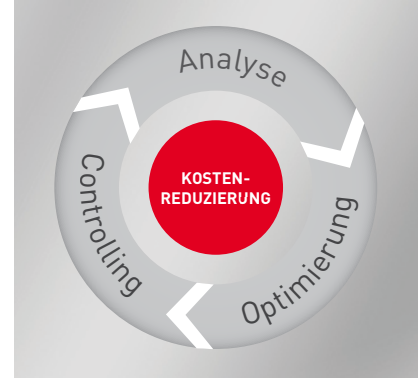 Analyse
Controlling
KOSTEN-
REDUZIERUNG
Optimierung